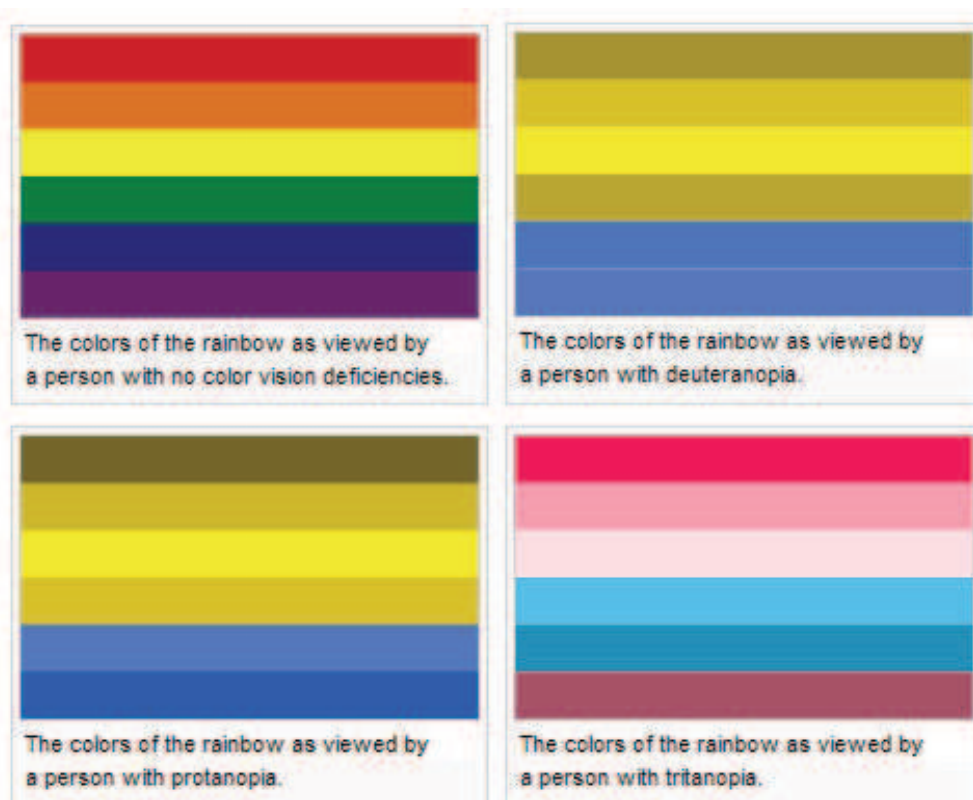 The colors of the rainbow as viewed by
a person with no color vision deficiencies.
The colors of the rainbow as viewed by
a person with deuteranopia.
The colors of the rainbow as viewed by
a person with protanopia.
The colors of the rainbow as viewed by
a person with tritanopia.